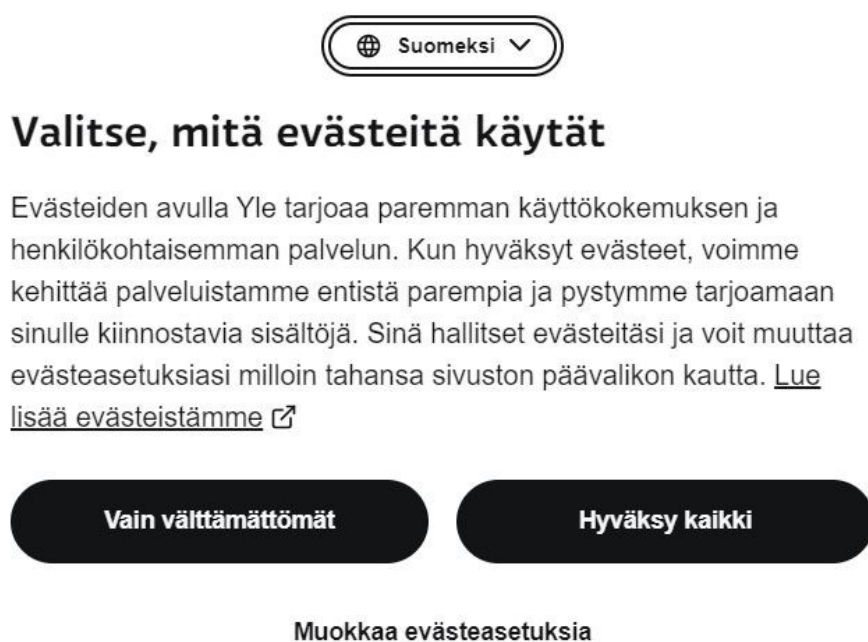 Suomeksi
Valitse, mitä evästeitä käytät
Evästeiden avulla Yle tarjoaa paremman käyttökokemuksen ja
henkilökohtaisemman palvelun. Kun hyväksyt evästeet, voimme
kehittää palveluistamme entistä parempia ja pystymme tarjoamaan
sinulle kiinnostavia sisältöjä. Sinä hallitset evästeitäsi ja voit muuttaa
evästeasetuksiasi milloin tahansa sivuston päävalikon kautta. Lue
lisää evästeistämme
Vain välttämättömät
Hyväksy kaikki
Muokkaa evästeasetuksia